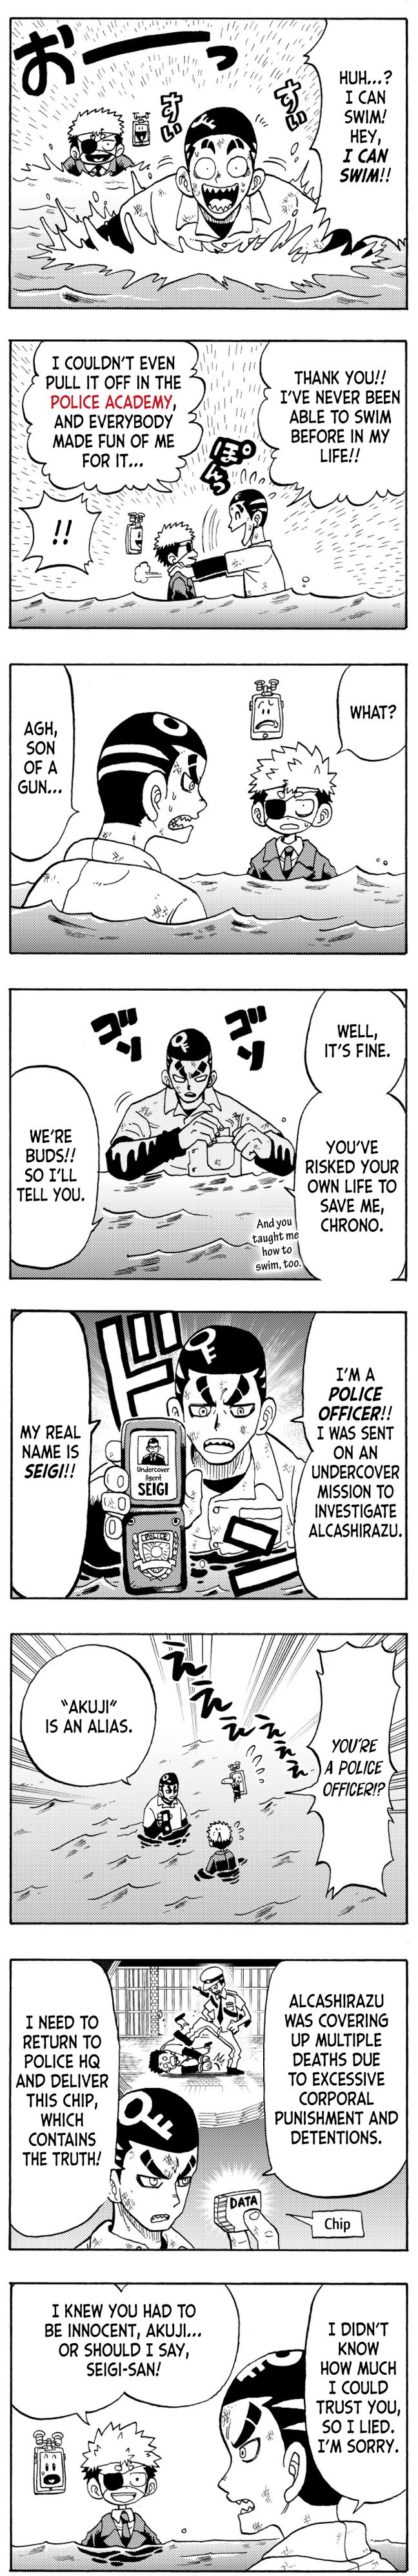 おーっ
HUH...?
I CAN
SWIM!
HEY,
I CAN
SWIM!!
すいー
すいー
THANK YOU!!
I'VE NEVER BEEN
ABLE TO SWIM
BEFORE IN MY
LIFE!!
I COULDN'T EVEN
PULL IT OFF IN THE
POLICE ACADEMY,
AND EVERYBODY
MADE FUN OF ME
FOR IT...
ぽんっ
!!
WHAT?
AGH,
SON
OF A
GUN...
WELL,
IT'S FINE.
YOU'VE
RISKED YOUR
OWN LIFE TO
SAVE ME,
CHRONO.
And you
taught me
how to
swim, too.
ゴソ
ゴソ
WE'RE
BUDS!!
SO I'LL
TELL YOU.
I'M A
POLICE
OFFICER!!
I WAS SENT
ON AN
UNDERCOVER
MISSION TO
INVESTIGATE
ALCASHIRAZU.
ドーン
Undercover
Agent
SEIGI
POLICE
MY REAL
NAME IS
SEIGI!!
YOU'RE
A POLICE
OFFICER!?
えええええ
"AKUJI"
IS AN ALIAS.
ALCASHIRAZU
WAS COVERING
UP MULTIPLE
DEATHS DUE
TO EXCESSIVE
CORPORAL
PUNISHMENT AND
DETENTIONS.
I NEED TO
RETURN TO
POLICE HQ
AND DELIVER
THIS CHIP,
WHICH
CONTAINS
THE TRUTH!
DATA
Chip
I DIDN'T
KNOW
HOW MUCH
I COULD
TRUST YOU,
SO I LIED.
I'M SORRY.
I KNEW YOU HAD TO
BE INNOCENT, AKUJI...
OR SHOULD I SAY,
SEIGI-SAN!